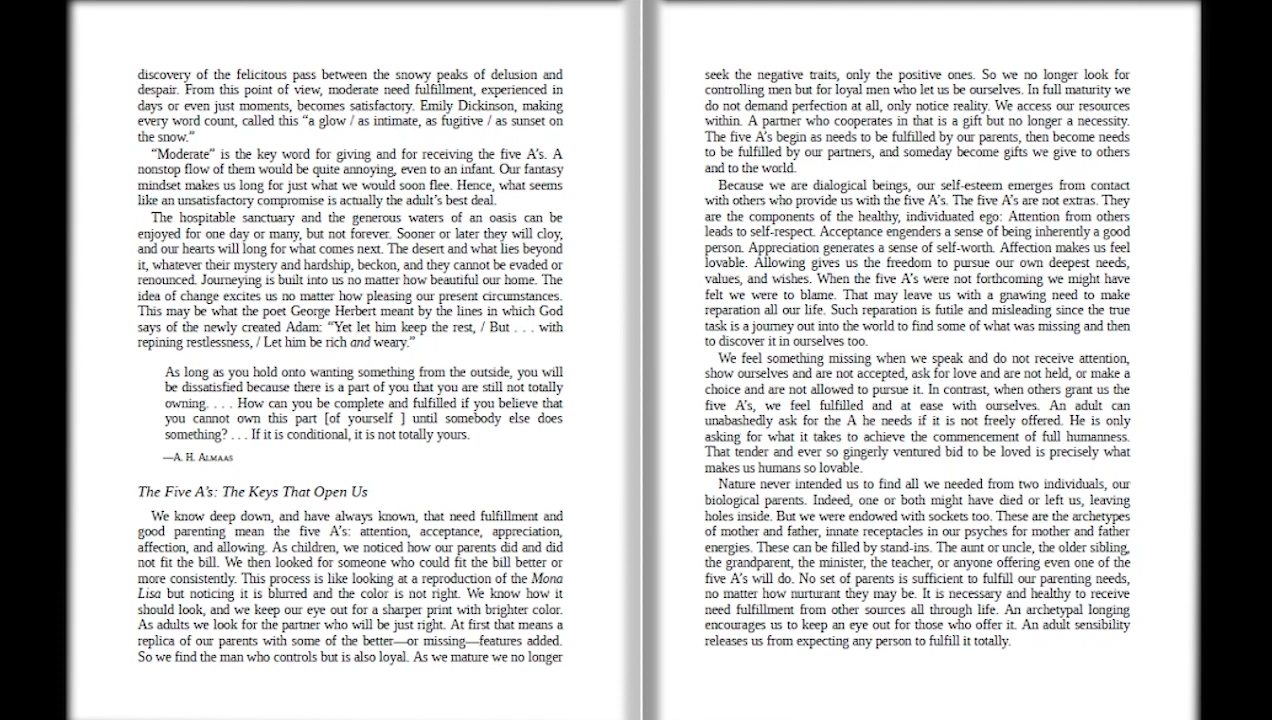 discovery of the felicitous pass between the snowy peaks of delusion and
despair. From this point of view, moderate need fulfillment, experienced in
days or even just moments, becomes satisfactory. Emily Dickinson, making
every word count, called this “a glow / as intimate, as fugitive / as sunset on
the snow.”
“Moderate” is the key word for giving and for receiving the five A’s. A
nonstop flow of them would be quite annoying, even to an infant. Our fantasy
mindset makes us long for just what we would soon flee. Hence, what seems
like an unsatisfactory compromise is actually the adult’s best deal.
The hospitable sanctuary and the generous waters of an oasis can be
enjoyed for one day or many, but not forever. Sooner or later they will cloy,
and our hearts will long for what comes next. The desert and what lies beyond
it, whatever their mystery and hardship, beckon, and they cannot be evaded or
renounced. Journeying is built into us no matter how beautiful our home. The
idea of change excites us no matter how pleasing our present circumstances.
This may be what the poet George Herbert meant by the lines in which God
says of the newly created Adam: “Yet let him keep the rest, / But . . . with
repining restlessness, / Let him be rich and weary.”
As long as you hold onto wanting something from the outside, you will
be dissatisfied because there is a part of you that you are still not totally
owning. . . . How can you be complete and fulfilled if you believe that
you cannot own this part [of yourself ] until somebody else does
something? . . . If it is conditional, it is not totally yours.
—A. H. ALMAAS
The Five A’s: The Keys That Open Us
We know deep down, and have always known, that need fulfillment and
good parenting mean the five A’s: attention, acceptance, appreciation,
affection, and allowing. As children, we noticed how our parents did and did
not fit the bill. We then looked for someone who could fit the bill better or
more consistently. This process is like looking at a reproduction of the Mona
Lisa but noticing it is blurred and the color is not right. We know how it
should look, and we keep our eye out for a sharper print with brighter color.
As adults we look for the partner who will be just right. At first that means a
replica of our parents with some of the better—or missing—features added.
So we find the man who controls but is also loyal. As we mature we no longer
seek the negative traits, only the positive ones. So we no longer look for
controlling men but for loyal men who let us be ourselves. In full maturity we
do not demand perfection at all, only notice reality. We access our resources
within. A partner who cooperates in that is a gift but no longer a necessity.
The five A’s begin as needs to be fulfilled by our parents, then become needs
to be fulfilled by our partners, and someday become gifts we give to others
and to the world.
Because we are dialogical beings, our self-esteem emerges from contact
with others who provide us with the five A’s. The five A’s are not extras. They
are the components of the healthy, individuated ego: Attention from others
leads to self-respect. Acceptance engenders a sense of being inherently a good
person. Appreciation generates a sense of self-worth. Affection makes us feel
lovable. Allowing gives us the freedom to pursue our own deepest needs,
values, and wishes. When the five A’s were not forthcoming we might have
felt we were to blame. That may leave us with a gnawing need to make
reparation all our life. Such reparation is futile and misleading since the true
task is a journey out into the world to find some of what was missing and then
to discover it in ourselves too.
We feel something missing when we speak and do not receive attention,
show ourselves and are not accepted, ask for love and are not held, or make a
choice and are not allowed to pursue it. In contrast, when others grant us the
five A’s, we feel fulfilled and at ease with ourselves. An adult can
unabashedly ask for the A he needs if it is not freely offered. He is only
asking for what it takes to achieve the commencement of full humanness.
That tender and ever so gingerly ventured bid to be loved is precisely what
makes us humans so lovable.
Nature never intended us to find all we needed from two individuals, our
biological parents. Indeed, one or both might have died or left us, leaving
holes inside. But we were endowed with sockets too. These are the archetypes
of mother and father, innate receptacles in our psyches for mother and father
energies. These can be filled by stand-ins. The aunt or uncle, the older sibling,
the grandparent, the minister, the teacher, or anyone offering even one of the
five A’s will do. No set of parents is sufficient to fulfill our parenting needs,
no matter how nurturant they may be. It is necessary and healthy to receive
need fulfillment from other sources all through life. An archetypal longing
encourages us to keep an eye out for those who offer it. An adult sensibility
releases us from expecting any person to fulfill it totally.